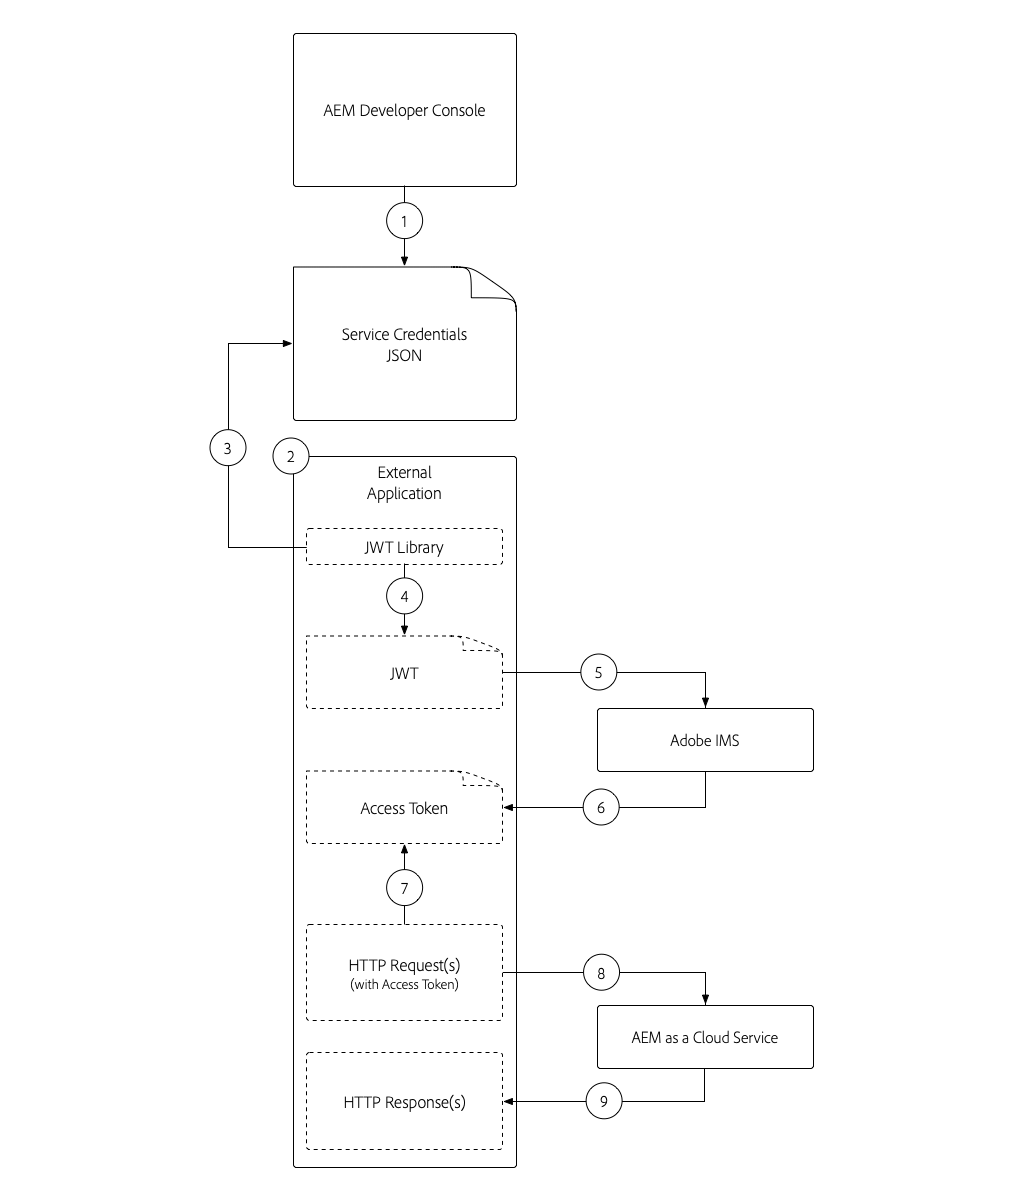 AEM Developer Console
1
Service Credentials
JSON
3
2
External
Application
JWT Library
4
JWT
5
Adobe IMS
Access Token
6
7
HTTP Request(s)
(with Access Token)
8
AEM as a Cloud Service
HTTP Response(s)
9